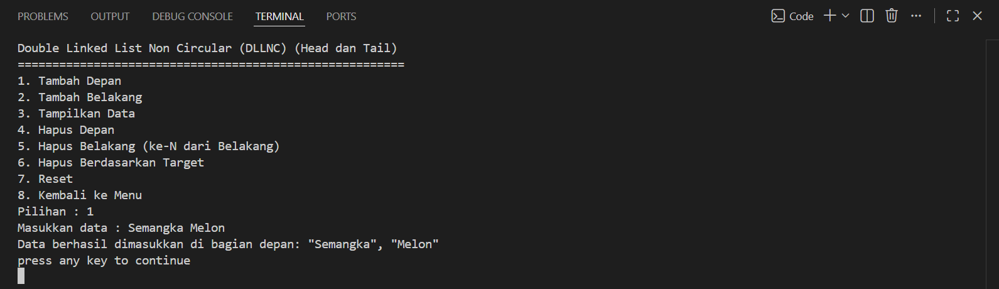 PROBLEMS OUTPUT DEBUG CONSOLE TERMINAL PORTS Code
Double Linked List Non Circular (DLLNC) (Head dan Tail)
========================================================
1. Tambah Depan
2. Tambah Belakang
3. Tampilkan Data
4. Hapus Depan
5. Hapus Belakang (ke-N dari Belakang)
6. Hapus Berdasarkan Target
7. Reset
8. Kembali ke Menu
Pilihan : 1
Masukkan data : Semangka Melon
Data berhasil dimasukkan di bagian depan: "Semangka", "Melon"
press any key to continue